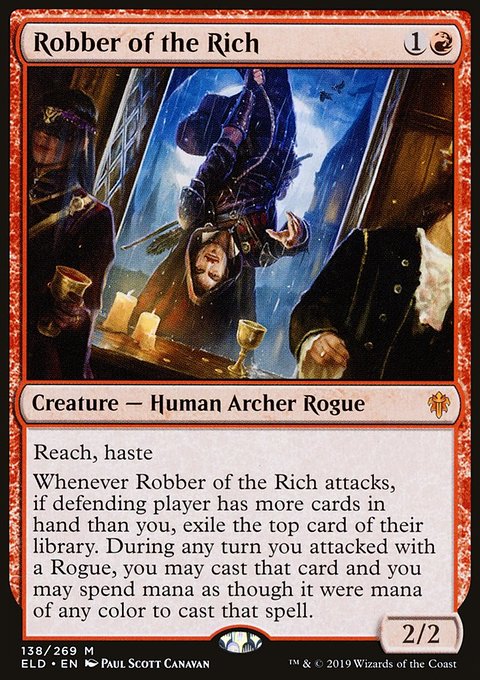 Robber of the Rich 1
Creature — Human Archer Rogue
Reach, haste
Whenever Robber of the Rich attacks,
if defending player has more cards in
hand than you, exile the top card of their
library. During any turn you attacked with
a Rogue, you may cast that card and you
may spend mana as though it were mana
of any color to cast that spell.
2/2
138/269 M
ELD • EN Paul Scott Canavan
™ & © 2019 Wizards of the Coast